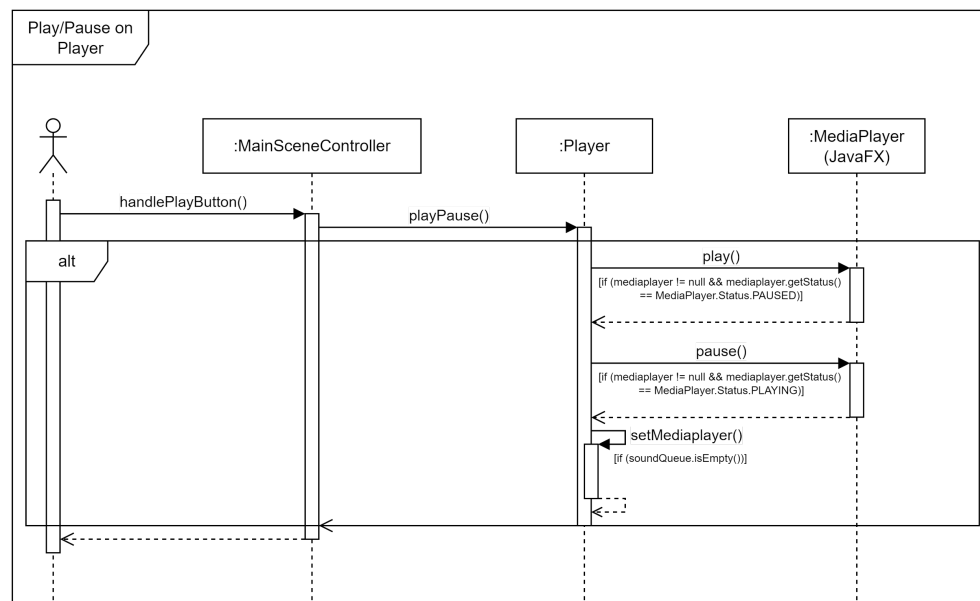 Play/Pause on
Player
:MainSceneController
:Player
:MediaPlayer
(JavaFX)
handlePlayButton()
playPause()
alt
play()
[if (mediaplayer != null && mediaplayer.getStatus()
== MediaPlayer.Status.PAUSED)]
pause()
[if (mediaplayer != null && mediaplayer.getStatus()
== MediaPlayer.Status.PLAYING)]
setMediaplayer()
[if (soundQueue.isEmpty())]